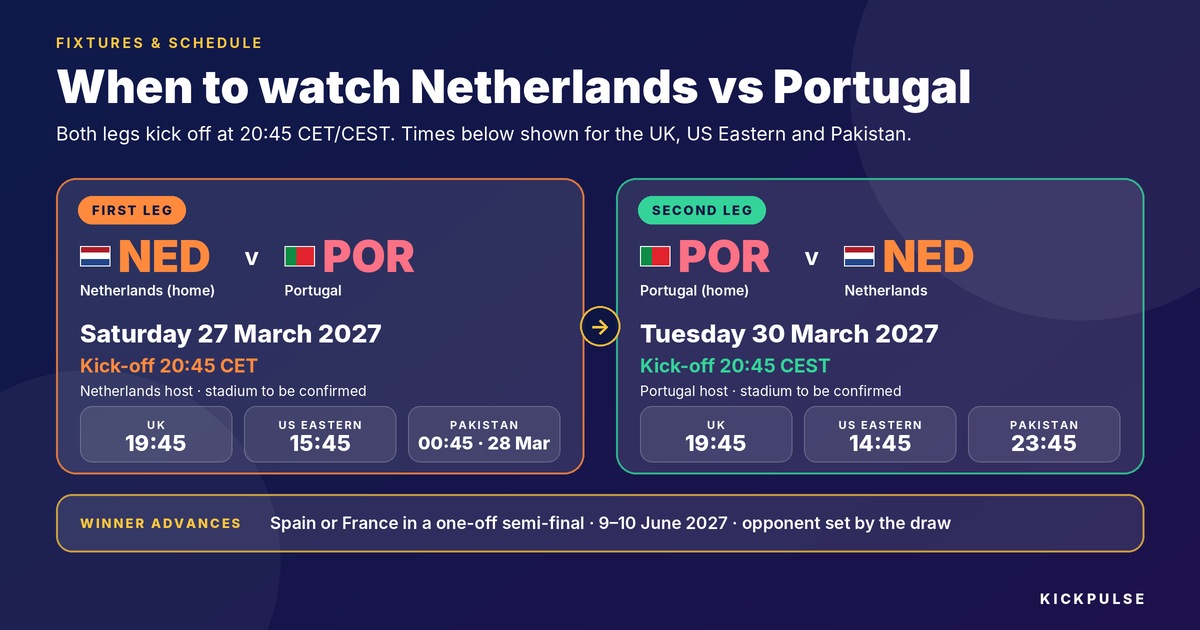 FIXTURES & SCHEDULE
When to watch Netherlands vs Portugal
Both legs kick off at 20:45 CET/CEST. Times below shown for the UK, US Eastern and Pakistan.
FIRST LEG
NED v POR
Netherlands (home) Portugal
Saturday 27 March 2027
Kick-off 20:45 CET
Netherlands host · stadium to be confirmed
UK US EASTERN PAKISTAN
19:45 15:45 00:45 · 28 Mar
SECOND LEG
POR v NED
Portugal (home) Netherlands
Tuesday 30 March 2027
Kick-off 20:45 CEST
Portugal host · stadium to be confirmed
UK US EASTERN PAKISTAN
19:45 14:45 23:45
WINNER ADVANCES Spain or France in a one-off semi-final · 9–10 June 2027 · opponent set by the draw
KICKPULSE